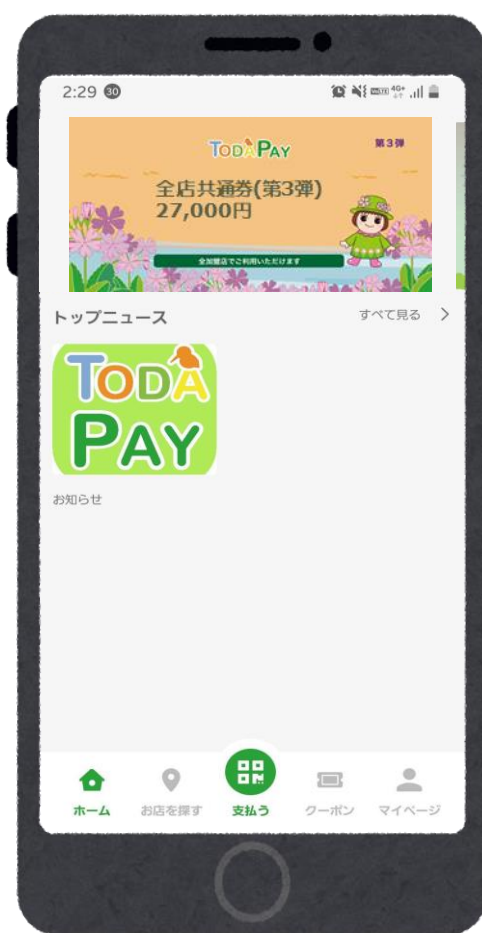 2:29 30
4G+
TODAPAY
第3弾
全店共通券(第3弾)
27,000円
全加盟店でご利用いただけます
トップニュース
すべて見る
TODA
PAY
お知らせ
ホーム
お店を探す
支払う
クーポン
マイページ